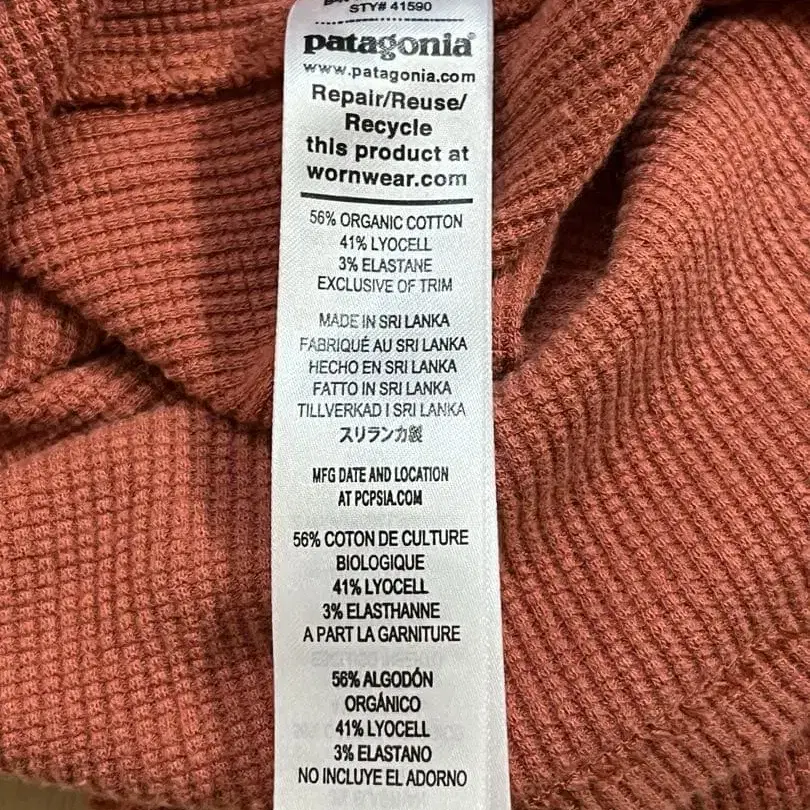 STY# 41590
patagonia®
www.patagonia.com
Repair/Reuse/
Recycle
this product at
wornwear.com
56% ORGANIC COTTON
41% LYOCELL
3% ELASTANE
EXCLUSIVE OF TRIM
MADE IN SRI LANKA
FABRIQUÉ AU SRI LANKA
HECHO EN SRI LANKA
FATTO IN SRI LANKA
TILLVERKAD I SRI LANKA
スリランカ製
MFG DATE AND LOCATION
AT PCPSIA.COM
56% COTON DE CULTURE
BIOLOGIQUE
41% LYOCELL
3% ELASTHANNE
A PART LA GARNITURE
56% ALGODÓN
ORGÁNICO
41% LYOCELL
3% ELASTANO
NO INCLUYE EL ADORNO